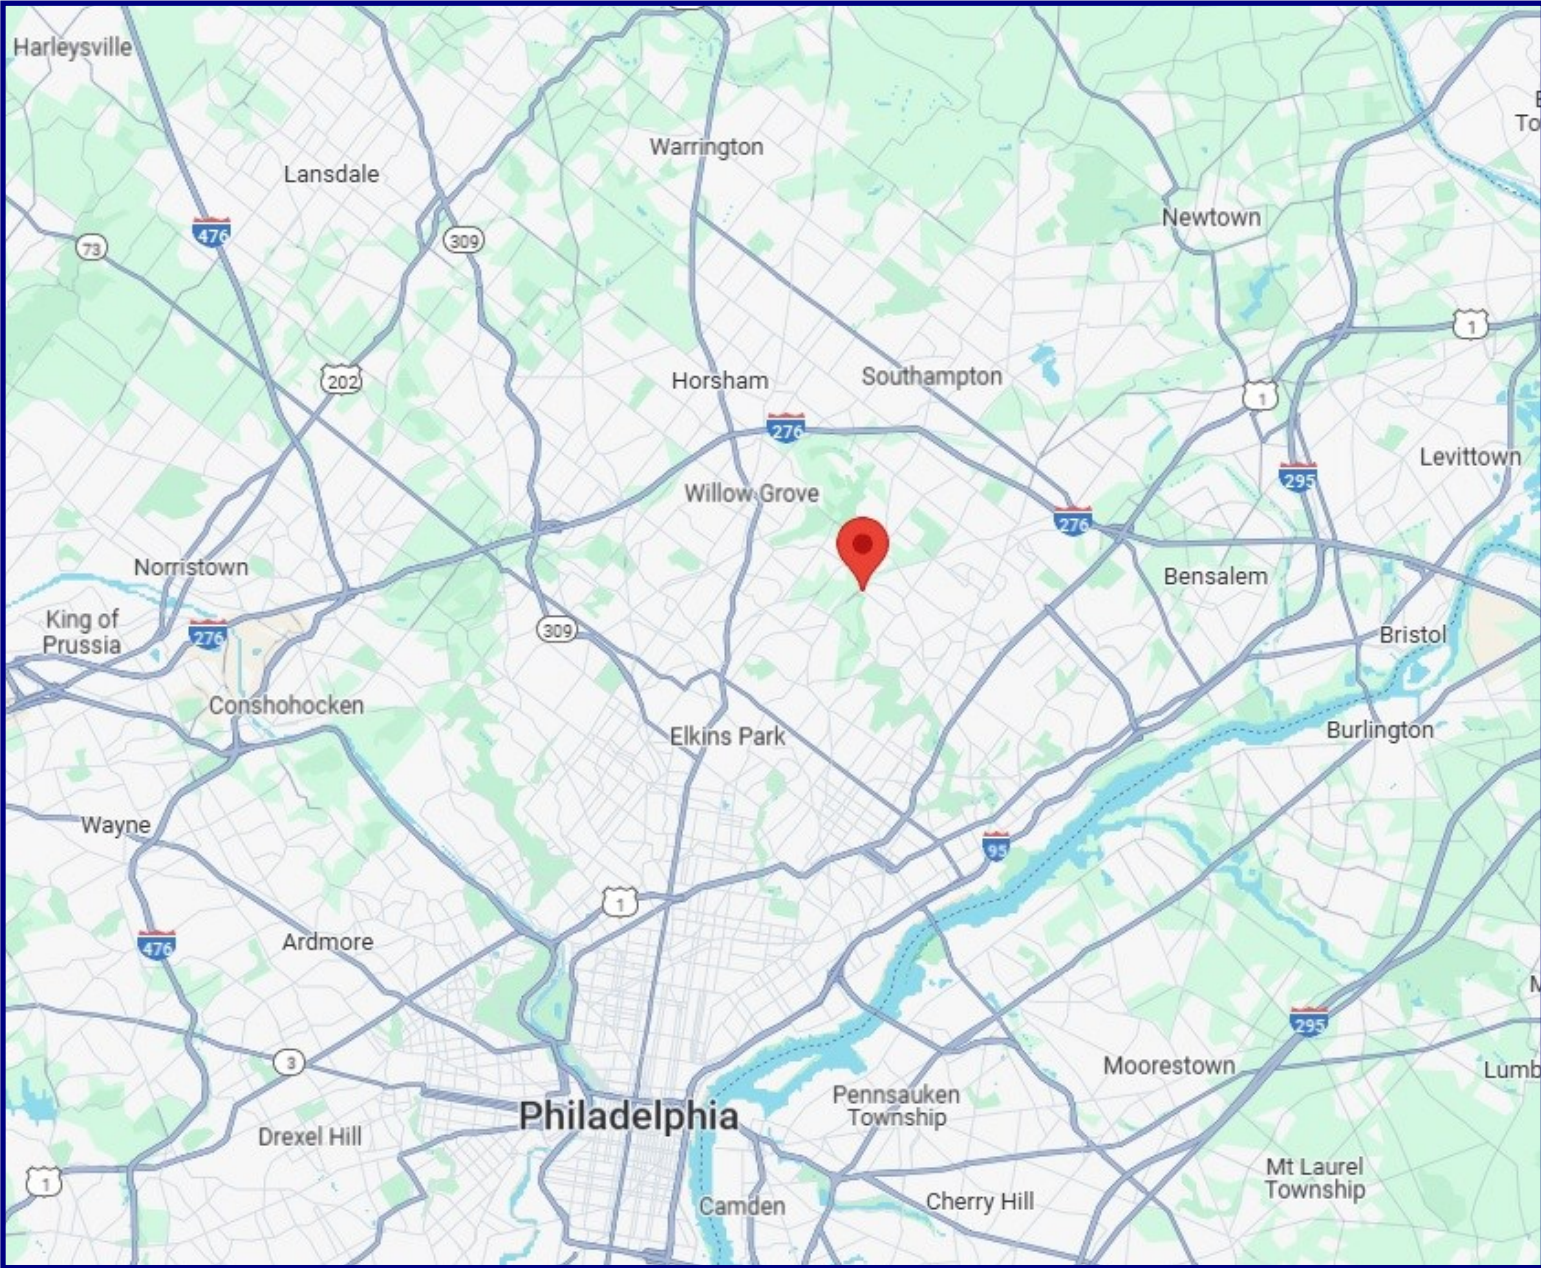 Harleysville
Warrington
Lansdale
E
To
Newtown
476
309
73
1
202
Horsham
Southampton
1
276
Levittown
295
Willow Grove
276
Norristown
Bensalem
King of
Prussia
276
309
Bristol
Conshohocken
Elkins Park
Burlington
Wayne
95
1
Ardmore
476
M
295
3
Moorestown
Lumb
Pennsauken
Township
Philadelphia
Drexel Hill
1
Mt Laurel
Township
Camden
Cherry Hill